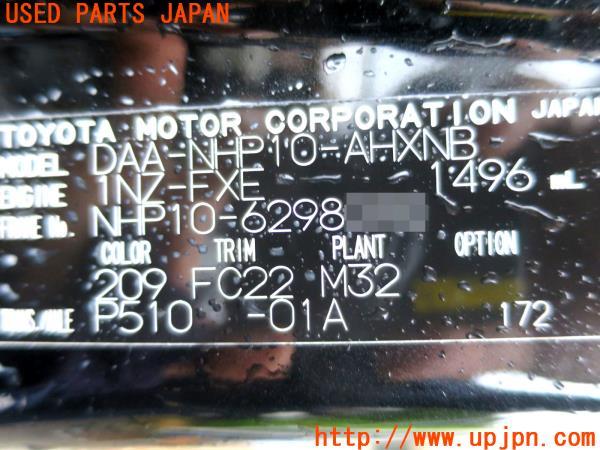 USED PARTS JAPAN
TOYOTA MOTOR CORPORATION JAPAN
MODEL DAA-NHP10-AHXNB
ENGINE 1NZ-FXE 1496 mL
FRAME No. NHP10-6298
COLOR TRIM PLANT OPTION
209 FC22 M32
TRANS/AXLE P510 -01A 172
http://www.upjpn.com